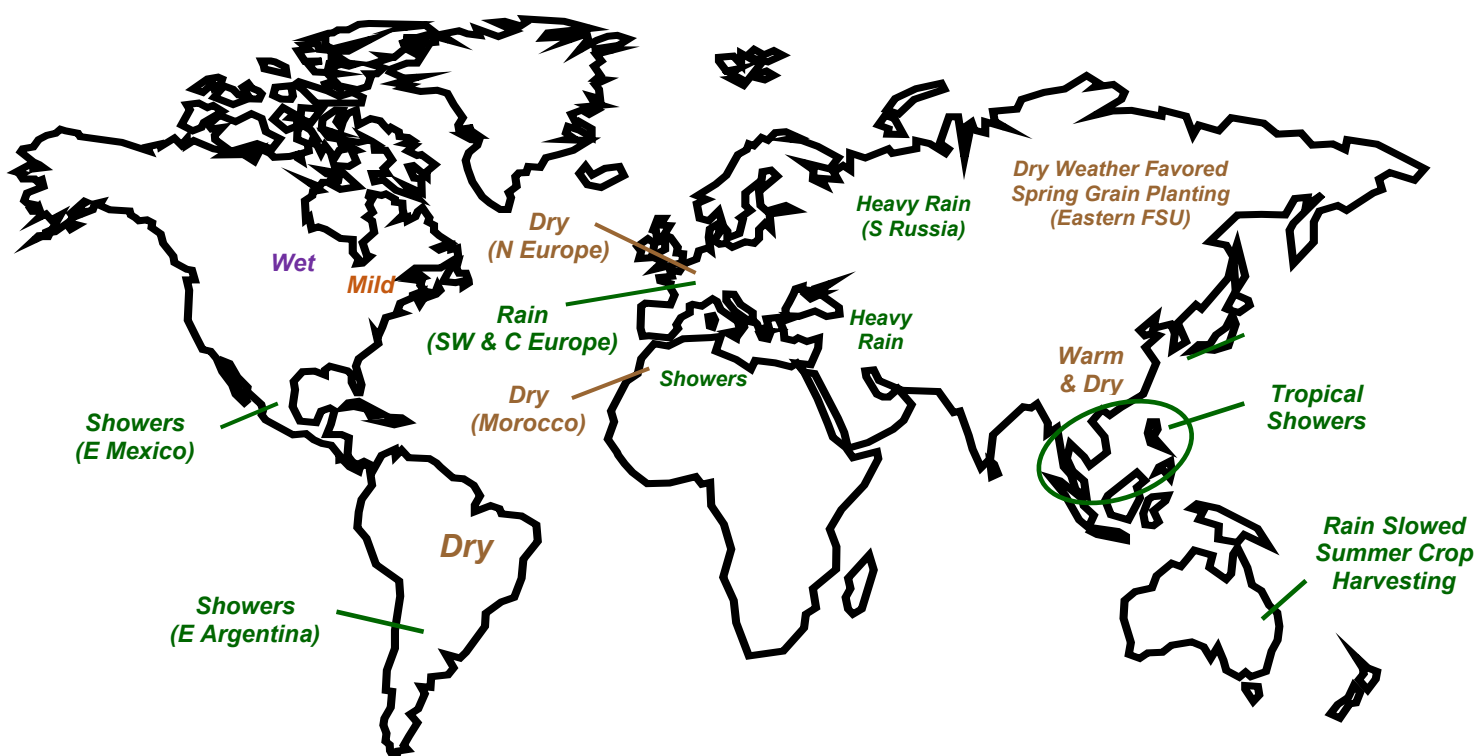 Dry Weather Favored
Spring Grain Planting
(Eastern FSU)
Heavy Rain
(S Russia)
Dry
(N Europe)
Wet
Mild
Rain
(SW & C Europe)
Heavy
Rain
Warm
& Dry
Showers
Dry
(Morocco)
Tropical
Showers
Showers
(E Mexico)
Rain Slowed
Summer Crop
Harvesting
Dry
Showers
(E Argentina)